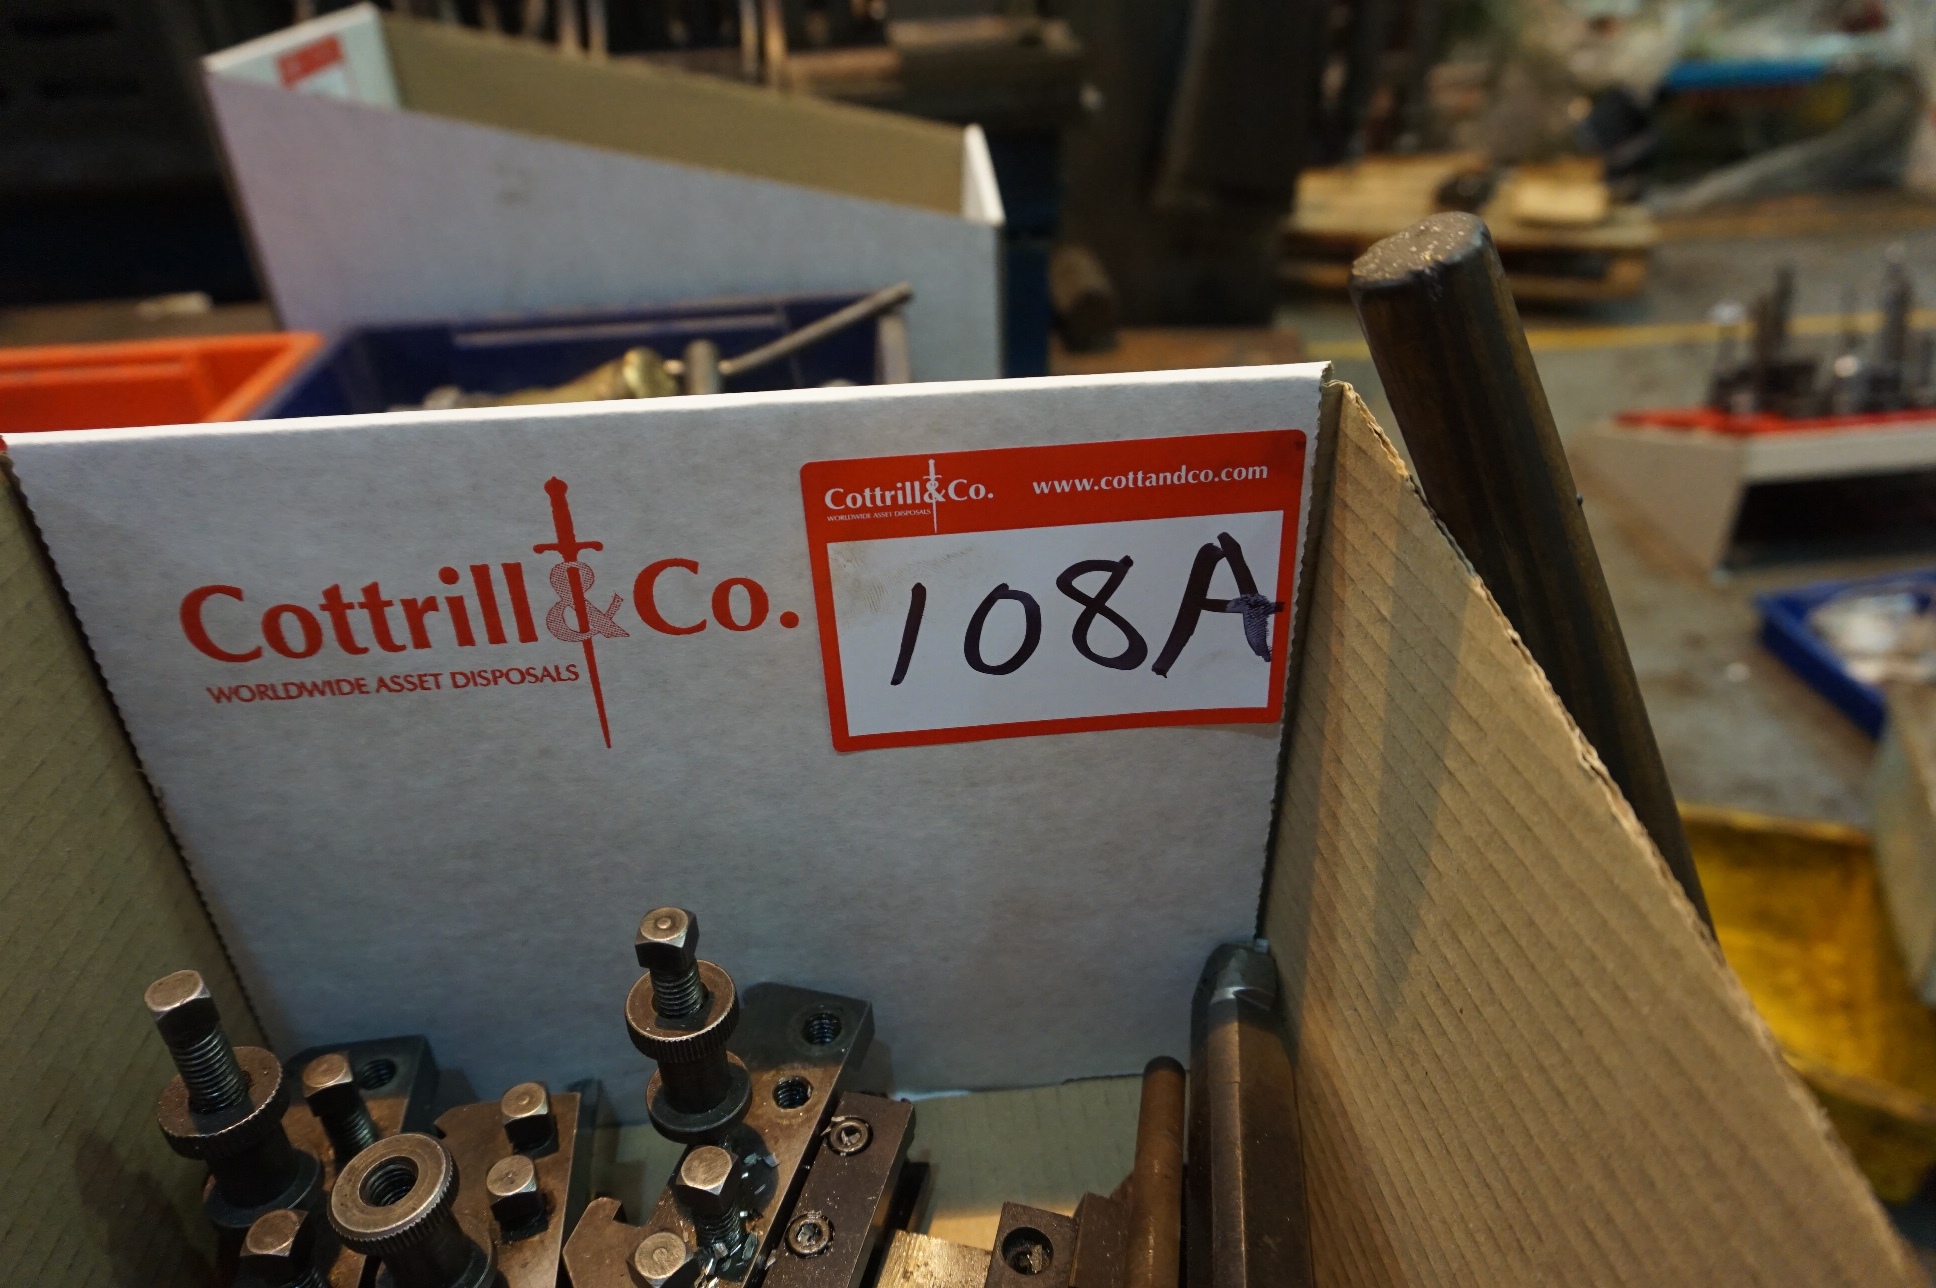 Cottrill&Co.
WORLDWIDE ASSET DISPOSALS
Cottrill&Co. www.cottandco.com
WORLDWIDE ASSET DISPOSALS
108A